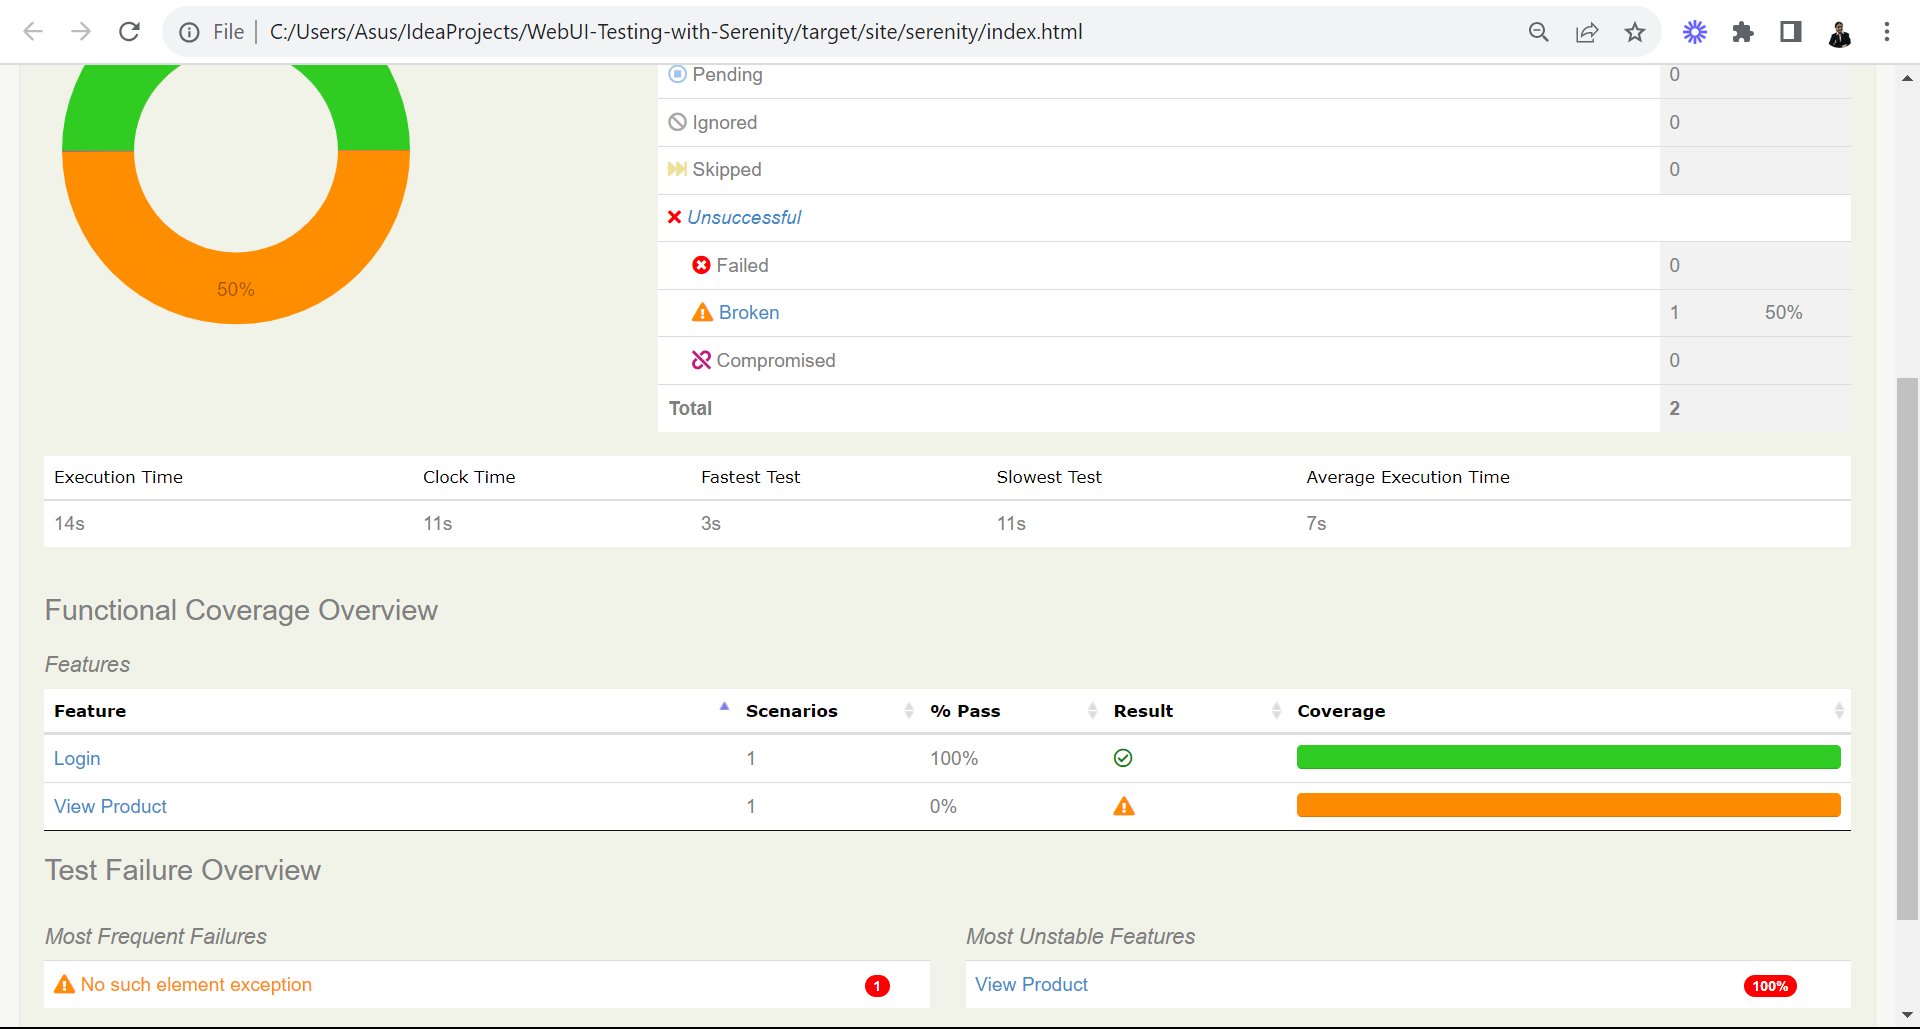 File C:/Users/Asus/IdeaProjects/WebUI-Testing-with-Serenity/target/site/serenity/index.html
50%
Pending 0
Ignored 0
Skipped 0
Unsuccessful
Failed 0
Broken 1 50%
Compromised 0
Total 2
Execution Time Clock Time Fastest Test Slowest Test Average Execution Time
14s 11s 3s 11s 7s
Functional Coverage Overview
Features
Feature Scenarios % Pass Result Coverage
Login 1 100%
View Product 1 0%
Test Failure Overview
Most Frequent Failures
No such element exception 1
Most Unstable Features
View Product 100%